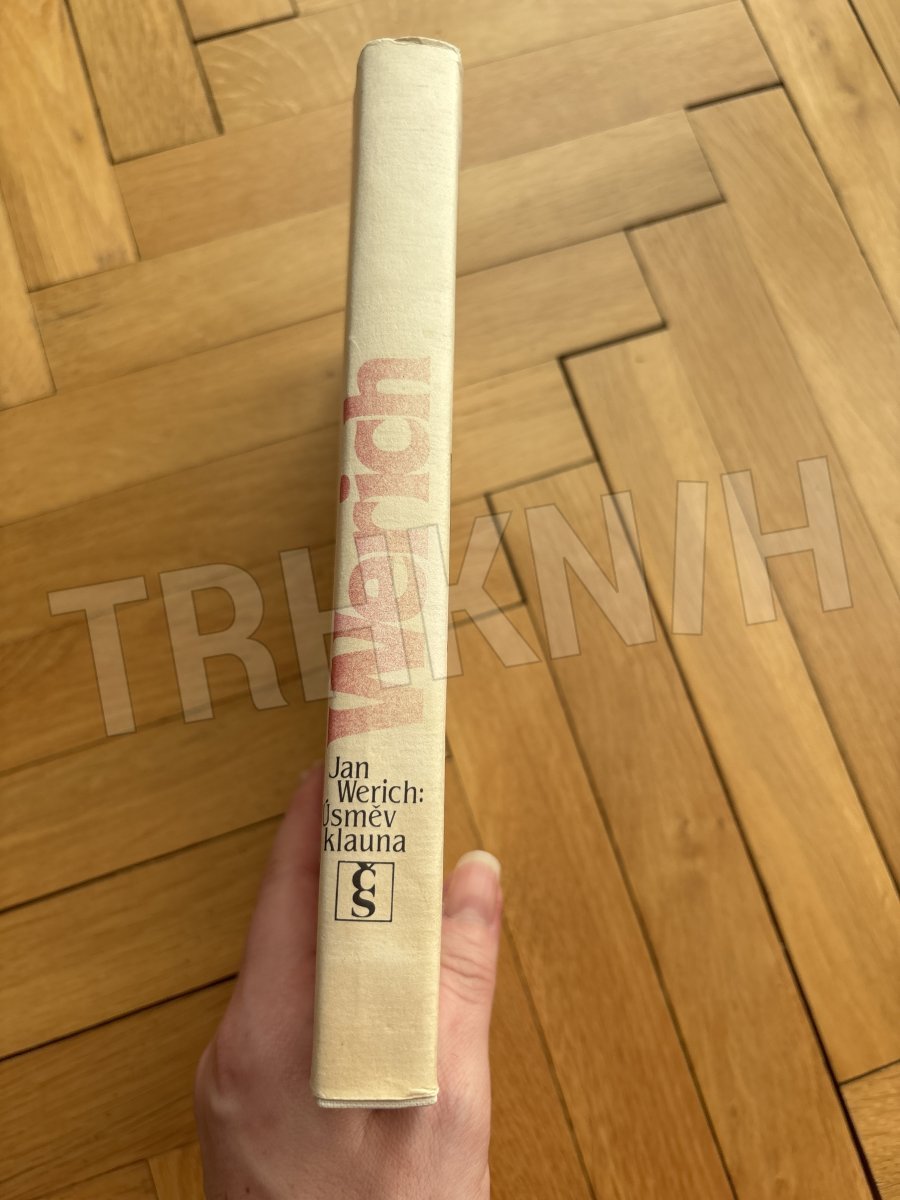 Werich
Jan
Werich:
Úsměv
klauna
ČS
TRHKNIH